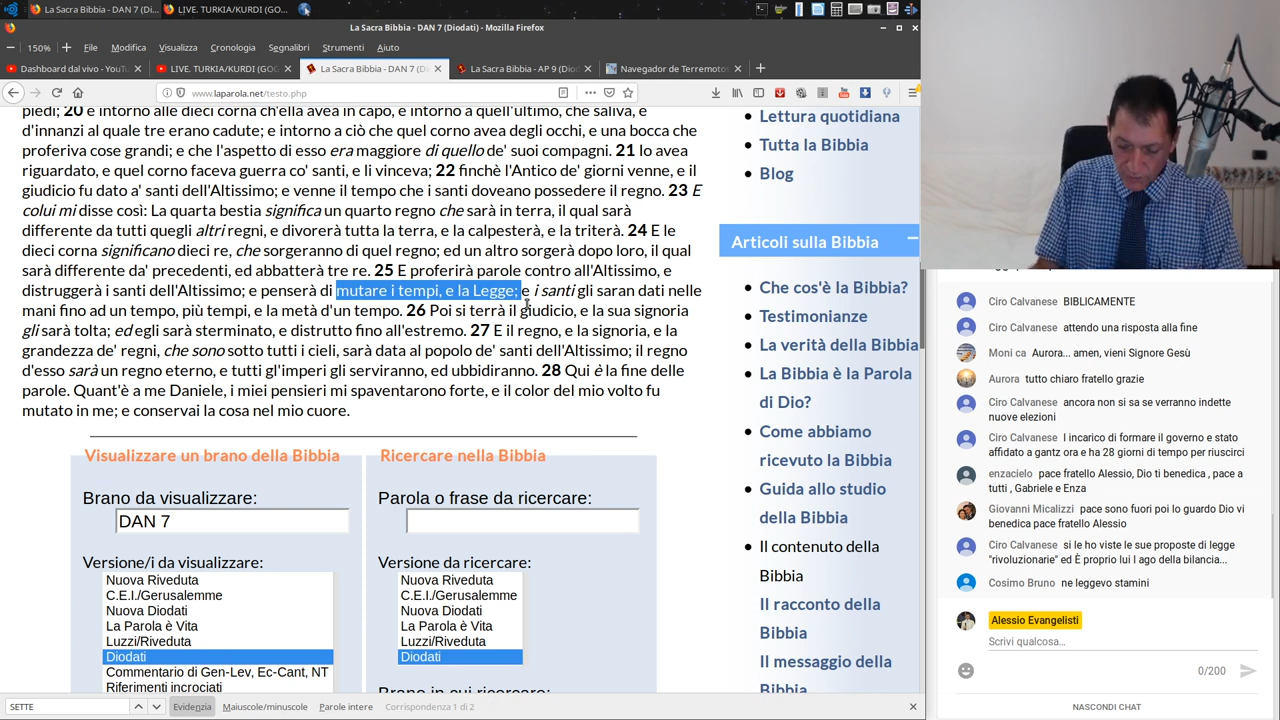 La Sacra Bibbia - DAN 7 (Di...
LIVE. TURKIA/KURDI (GO...
La Sacra Bibbia - DAN 7 (Diodati) - Mozilla Firefox
150%
File Modifica Visualizza Cronologia Segnalibri Strumenti Aiuto
Dashboard dal vivo - YouTu
LIVE. TURKIA/KURDI (GOG
La Sacra Bibbia - DAN 7 (Di
La Sacra Bibbia - AP 9 (Diod
Navegador de Terremotos
www.laparola.net/testo.php
piedi; 20 e intorno alle dieci corna ch'ella avea in capo, e intorno a quell'ultimo, che saliva, e
d'innanzi al quale tre erano cadute; e intorno a ciò che quel corno avea degli occhi, e una bocca che
proferiva cose grandi; e che l'aspetto di esso era maggiore di quello de' suoi compagni. 21 Io avea
riguardato, e quel corno faceva guerra co' santi, e li vinceva; 22 finchè l'Antico de' giorni venne, e il
giudicio fu dato a' santi dell'Altissimo; e venne il tempo che i santi doveano possedere il regno. 23 E
colui mi disse così: La quarta bestia significa un quarto regno che sarà in terra, il qual sarà
differente da tutti quegli altri regni, e divorerà tutta la terra, e la calpesterà, e la triterà. 24 E le
dieci corna significano dieci re, che sorgeranno di quel regno; ed un altro sorgerà dopo loro, il qual
sarà differente da' precedenti, ed abbatterà tre re. 25 E proferirà parole contro all'Altissimo, e
distruggerà i santi dell'Altissimo; e penserà di mutare i tempi, e la Legge; e i santi gli saran dati nelle
mani fino ad un tempo, più tempi, e la metà d'un tempo. 26 Poi si terrà il giudicio, e la sua signoria
gli sarà tolta; ed egli sarà sterminato, e distrutto fino all'estremo. 27 E il regno, e la signoria, e la
grandezza de' regni, che sono sotto tutti i cieli, sarà data al popolo de' santi dell'Altissimo; il regno
d'esso sarà un regno eterno, e tutti gl'imperi gli serviranno, ed ubbidiranno. 28 Qui è la fine delle
parole. Quant'è a me Daniele, i miei pensieri mi spaventarono forte, e il color del mio volto fu
mutato in me; e conservai la cosa nel mio cuore.
Visualizzare un brano della Bibbia
Brano da visualizzare:
DAN 7
Versione/i da visualizzare:
Nuova Riveduta
C.E.I./Gerusalemme
Nuova Diodati
La Parola è Vita
Luzzi/Riveduta
Diodati
Commentario di Gen-Lev, Ec-Cant, NT
Riferimenti incrociati
Ricercare nella Bibbia
Parola o frase da ricercare:
Versione da ricercare:
Nuova Riveduta
C.E.I./Gerusalemme
Nuova Diodati
La Parola è Vita
Luzzi/Riveduta
Diodati
Brano in cui ricercare:
Lettura quotidiana
Tutta la Bibbia
Blog
Articoli sulla Bibbia
Che cos'è la Bibbia?
Testimonianze
La verità della Bibbia
La Bibbia è la Parola
di Dio?
Come abbiamo
ricevuto la Bibbia
Guida allo studio
della Bibbia
Il contenuto della
Bibbia
Il racconto della
Bibbia
Il messaggio della
Bibbia
SETTE
Evidenzia Maiuscole/minuscole Parole intere Corrispondenza 1 di 2
Ciro Calvanese BIBLICAMENTE
Ciro Calvanese attendo una risposta alla fine
Moni ca Aurora... amen, vieni Signore Gesù
Aurora tutto chiaro fratello grazie
Ciro Calvanese ancora non si sa se verranno indette
nuove elezioni
Ciro Calvanese L incarico di formare il governo e stato
affidato a gantz ora e ha 28 giorni di tempo per riuscirci
enzacielo pace fratello Alessio, Dio ti benedica , pace a
tutti , Gabriele e Enza
Giovanni Micalizzi pace sono fuori poi lo guardo Dio vi
benedica pace fratello Alessio
Ciro Calvanese si le ho viste le sue proposte di legge
"rivoluzionarie" ed È proprio lui l ago della bilancia...
Cosimo Bruno ne leggevo stamini
Alessio Evangelisti
Scrivi qualcosa...
0/200
NASCONDI CHAT